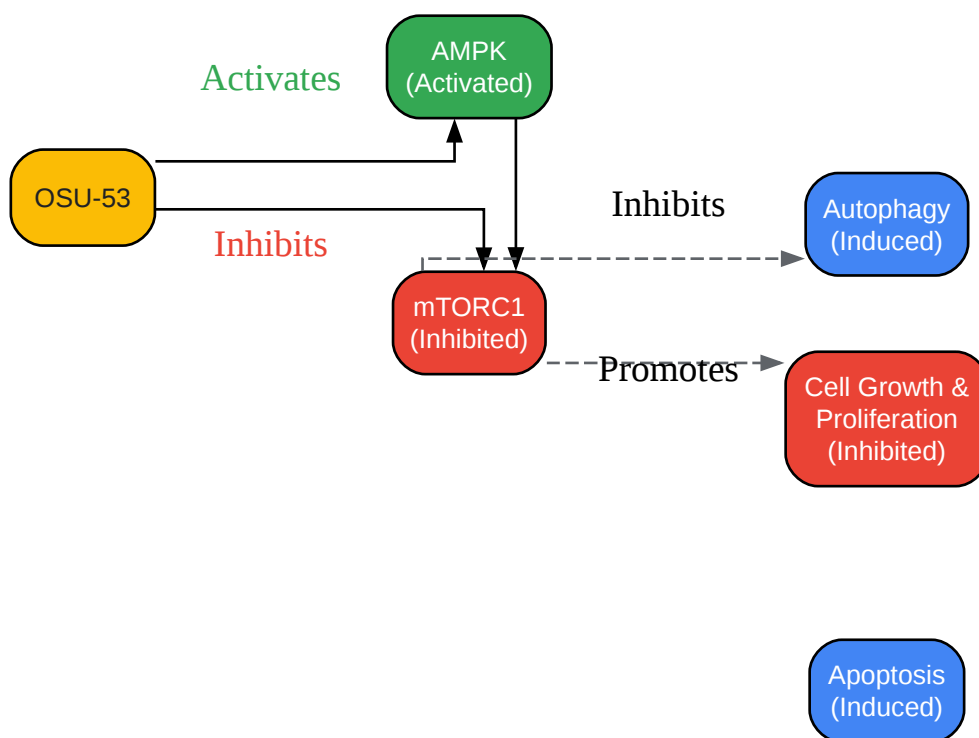 AMPK
(Activated)
Activates
OSU-53
Inhibits
Inhibits
Autophagy
(Induced)
mTORC1
(Inhibited)
Promotes
Cell Growth &
Proliferation
(Inhibited)
Apoptosis
(Induced)